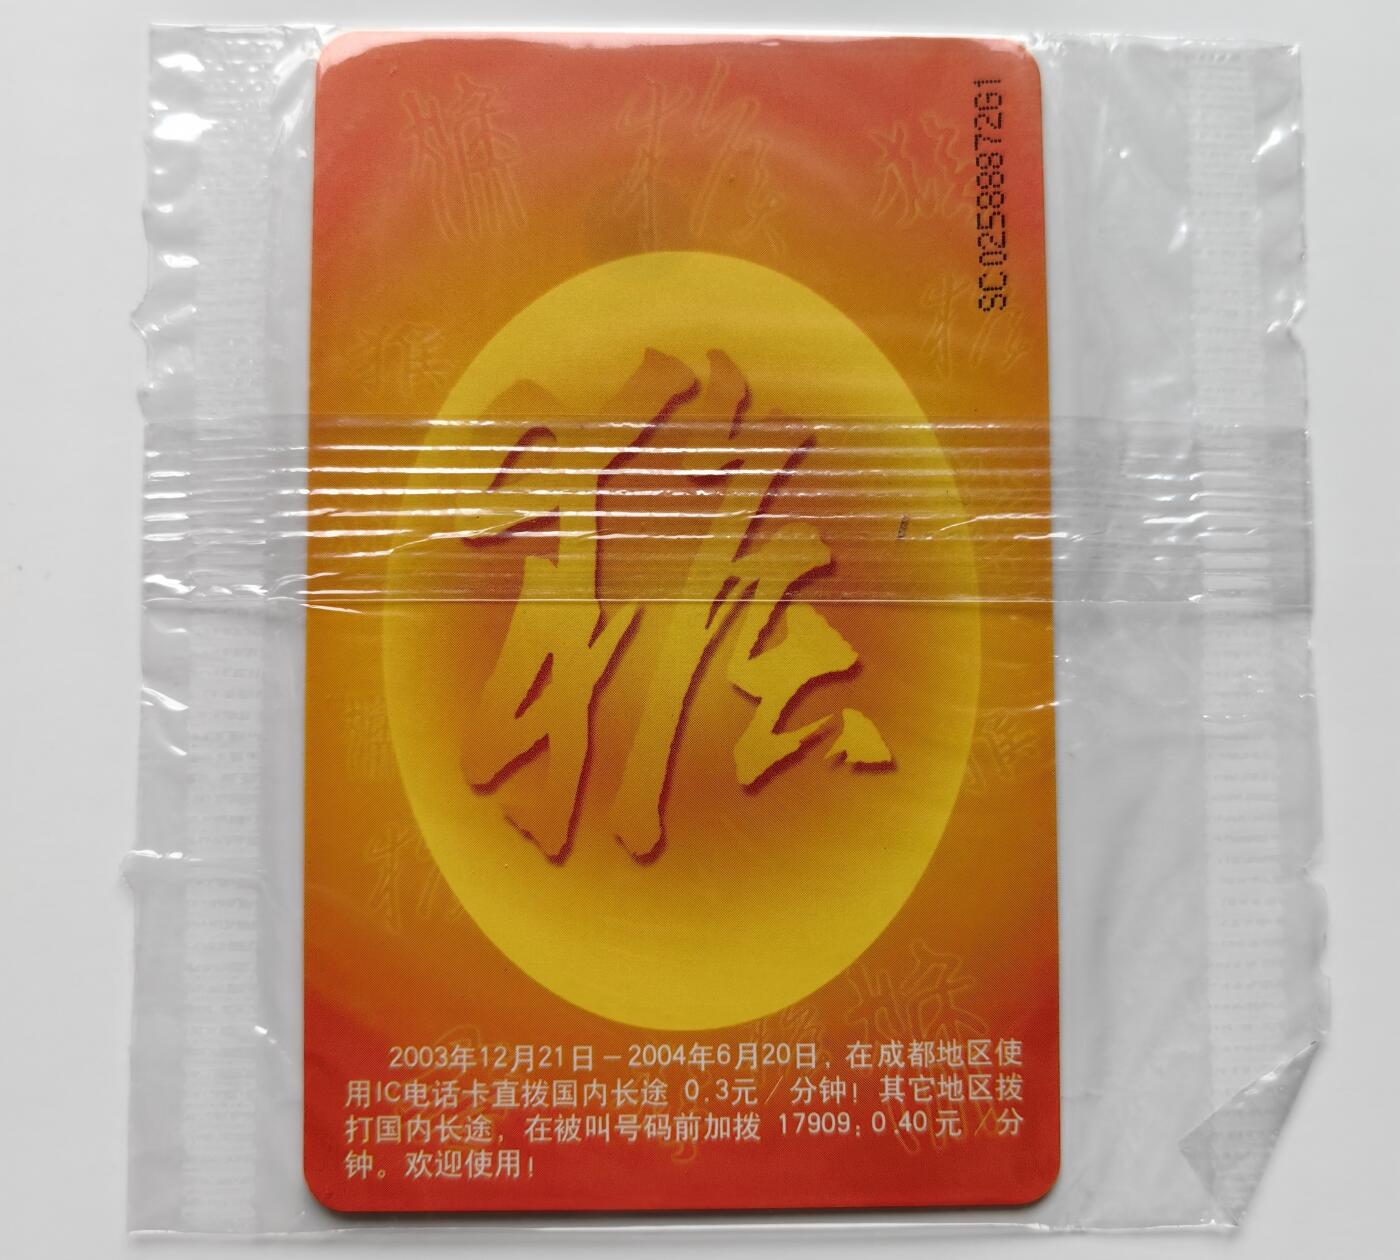 SC0258887261
猴
2003年12月21日－2004年6月20日，在成都地区使
用IC电话卡直拨国内长途 0.3元／分钟！其它地区拨
打国内长途，在被叫号码前加拨 17909：0.40元／分
钟。欢迎使用！